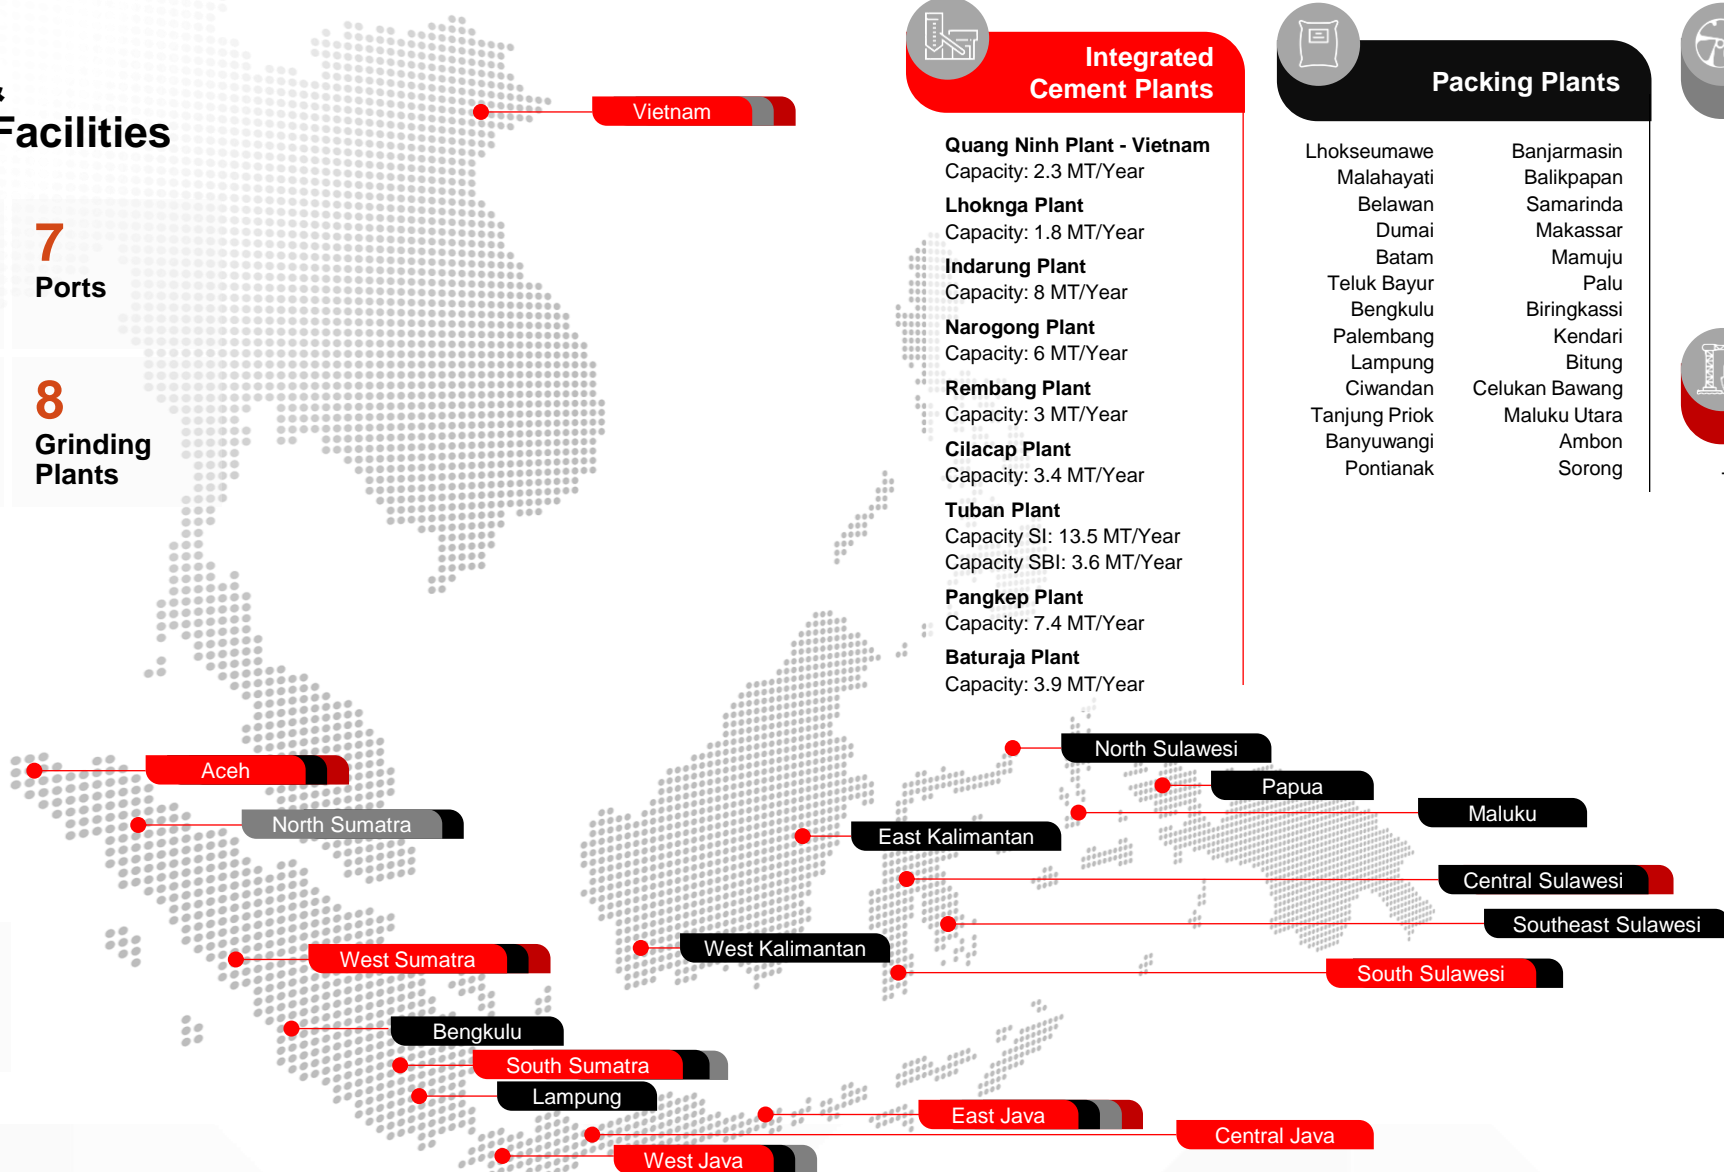 &
Facilities
7
Ports
8
Grinding
Plants
Integrated
Cement Plants
Quang Ninh Plant - Vietnam
Capacity: 2.3 MT/Year
Lhoknga Plant
Capacity: 1.8 MT/Year
Indarung Plant
Capacity: 8 MT/Year
Narogong Plant
Capacity: 6 MT/Year
Rembang Plant
Capacity: 3 MT/Year
Cilacap Plant
Capacity: 3.4 MT/Year
Tuban Plant
Capacity SI: 13.5 MT/Year
Capacity SBI: 3.6 MT/Year
Pangkep Plant
Capacity: 7.4 MT/Year
Baturaja Plant
Capacity: 3.9 MT/Year
Packing Plants
Lhokseumawe
Malahayati
Belawan
Dumai
Batam
Teluk Bayur
Bengkulu
Palembang
Lampung
Ciwandan
Tanjung Priok
Banyuwangi
Pontianak
Banjarmasin
Balikpapan
Samarinda
Makassar
Mamuju
Palu
Biringkassi
Kendari
Bitung
Celukan Bawang
Maluku Utara
Ambon
Sorong
Vietnam
Aceh
North Sumatra
West Sumatra
Bengkulu
South Sumatra
Lampung
West Java
Central Java
East Java
West Kalimantan
East Kalimantan
North Sulawesi
Papua
Maluku
Central Sulawesi
Southeast Sulawesi
South Sulawesi